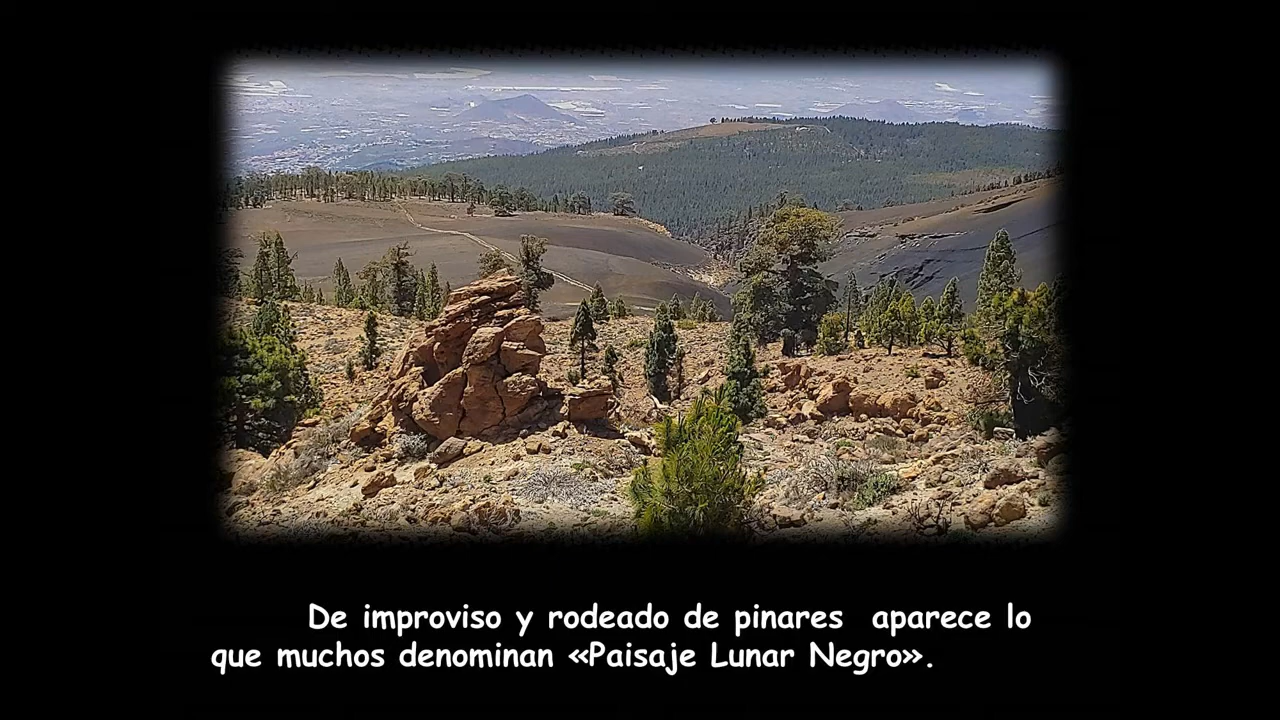 De improviso y rodeado de pinares aparece lo
que muchos denominan «Paisaje Lunar Negro».